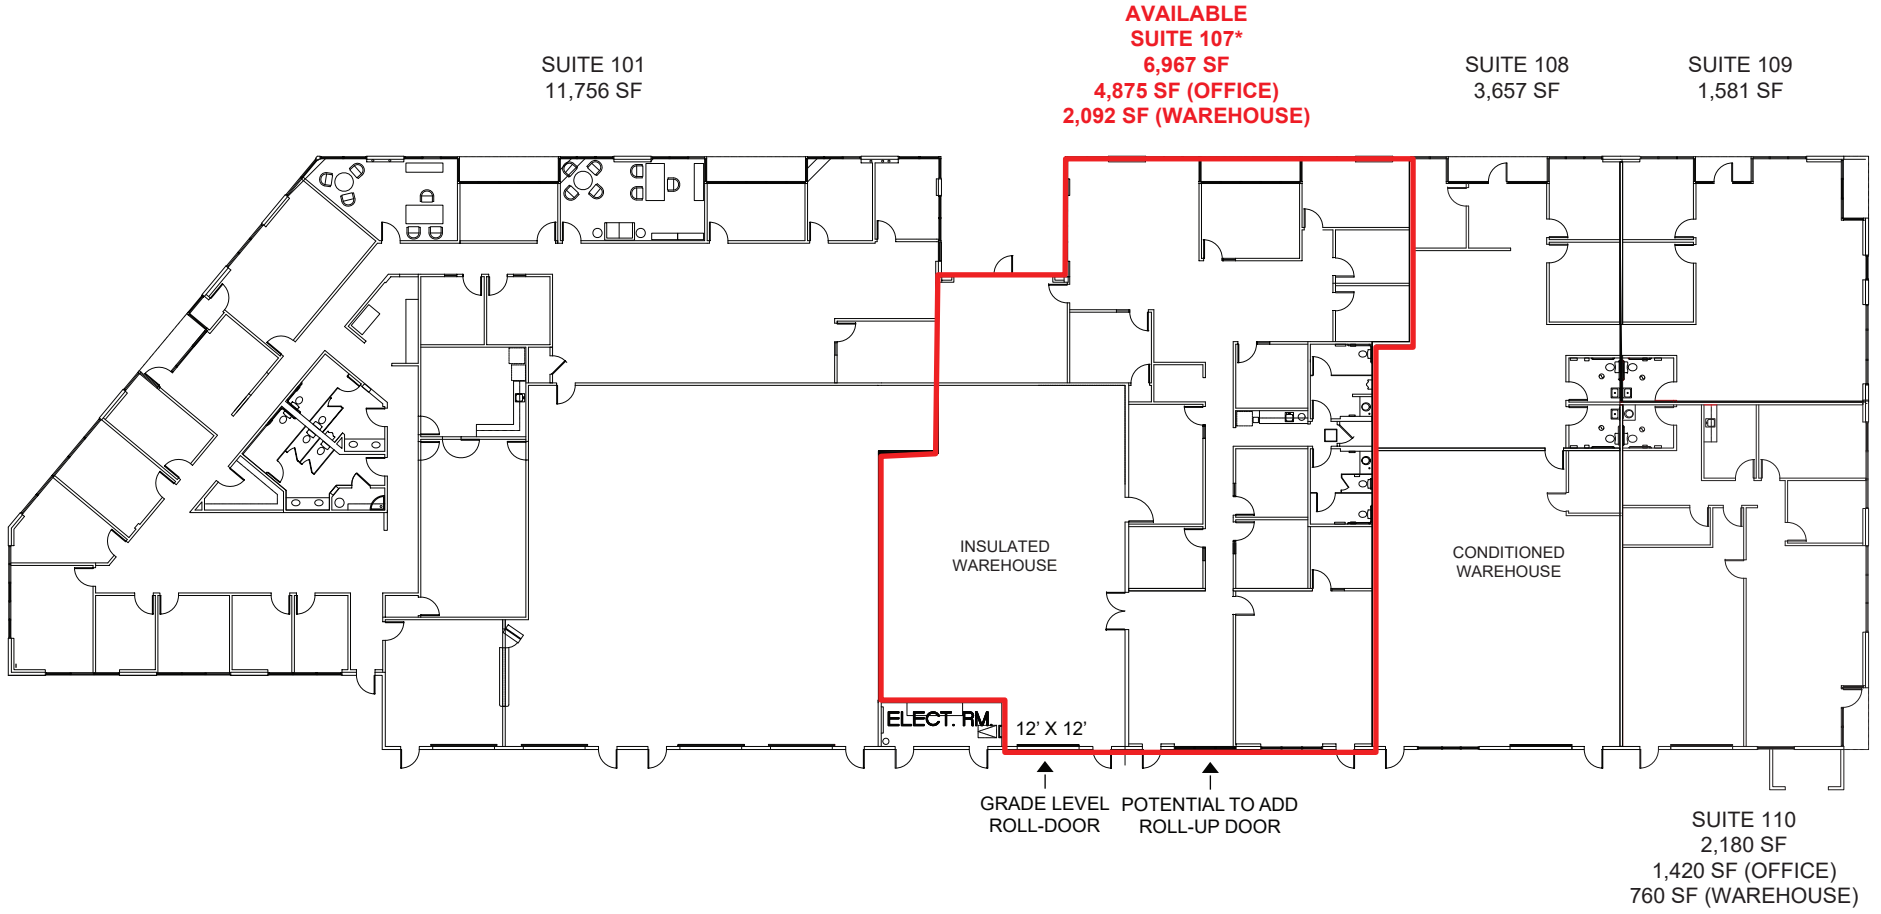 AVAILABLE
SUITE 107*
6,967 SF
4,875 SF (OFFICE)
2,092 SF (WAREHOUSE)
SUITE 101
11,756 SF
SUITE 108
3,657 SF
SUITE 109
1,581 SF
INSULATED
WAREHOUSE
CONDITIONED
WAREHOUSE
ELECT. RM.
12’ X 12’
GRADE LEVEL
ROLL-DOOR
POTENTIAL TO ADD
ROLL-UP DOOR
SUITE 110
2,180 SF
1,420 SF (OFFICE)
760 SF (WAREHOUSE)